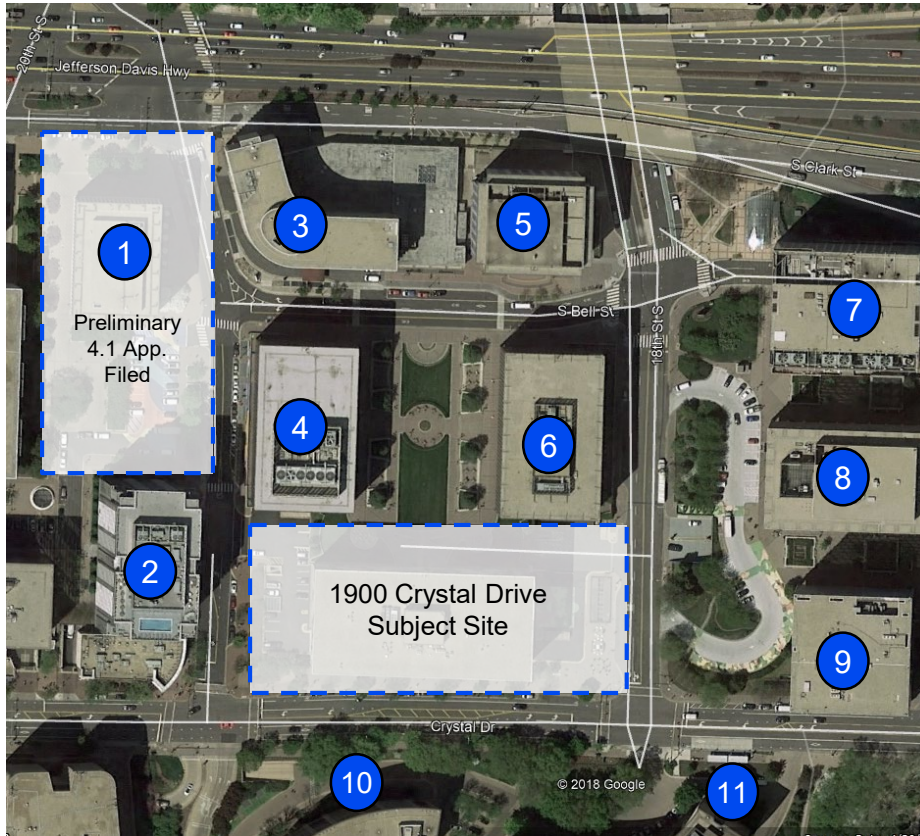 20th St S
Jefferson Davis Hwy
S Clark St
3
5
1
7
Preliminary
4.1 App.
Filed
S Bell St
18th St S
4
6
8
2
1900 Crystal Drive
Subject Site
9
Crystal Dr
10
© 2018 Google
11